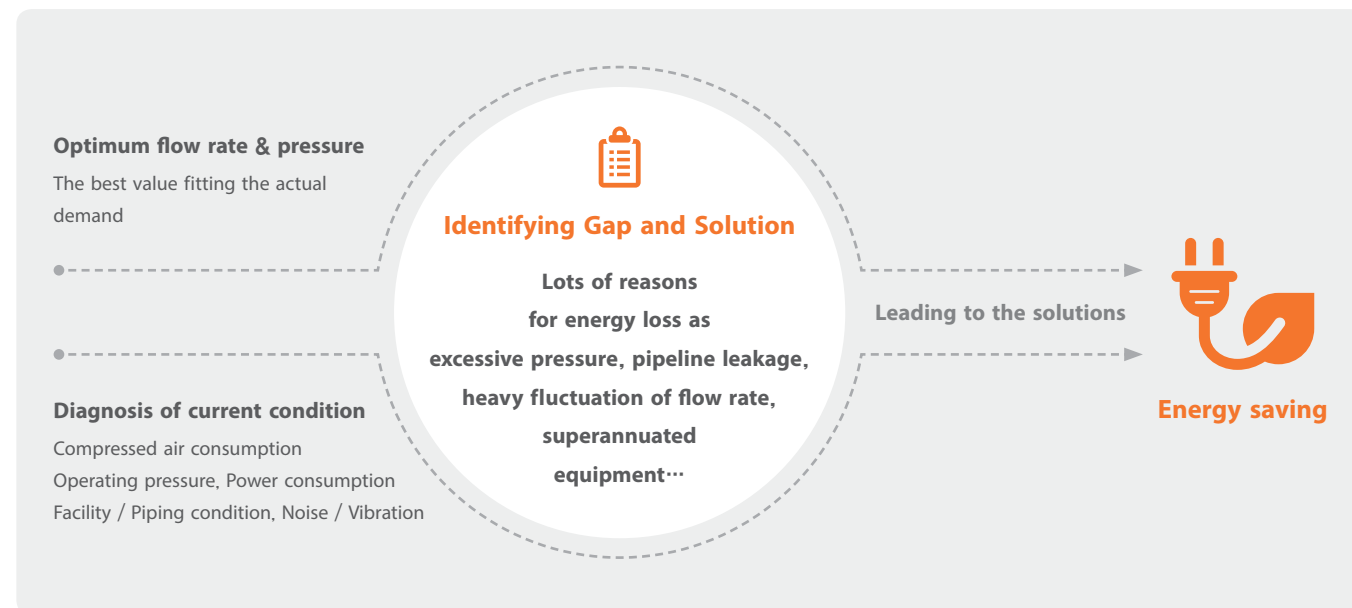 Optimum flow rate & pressure
The best value fitting the actual
demand
Diagnosis of current condition
Compressed air consumption
Operating pressure, Power consumption
Facility / Piping condition, Noise / Vibration
Identifying Gap and Solution
Lots of reasons
for energy loss as
excessive pressure, pipeline leakage,
heavy fluctuation of flow rate,
superannuated
equipment…
Leading to the solutions
Energy saving